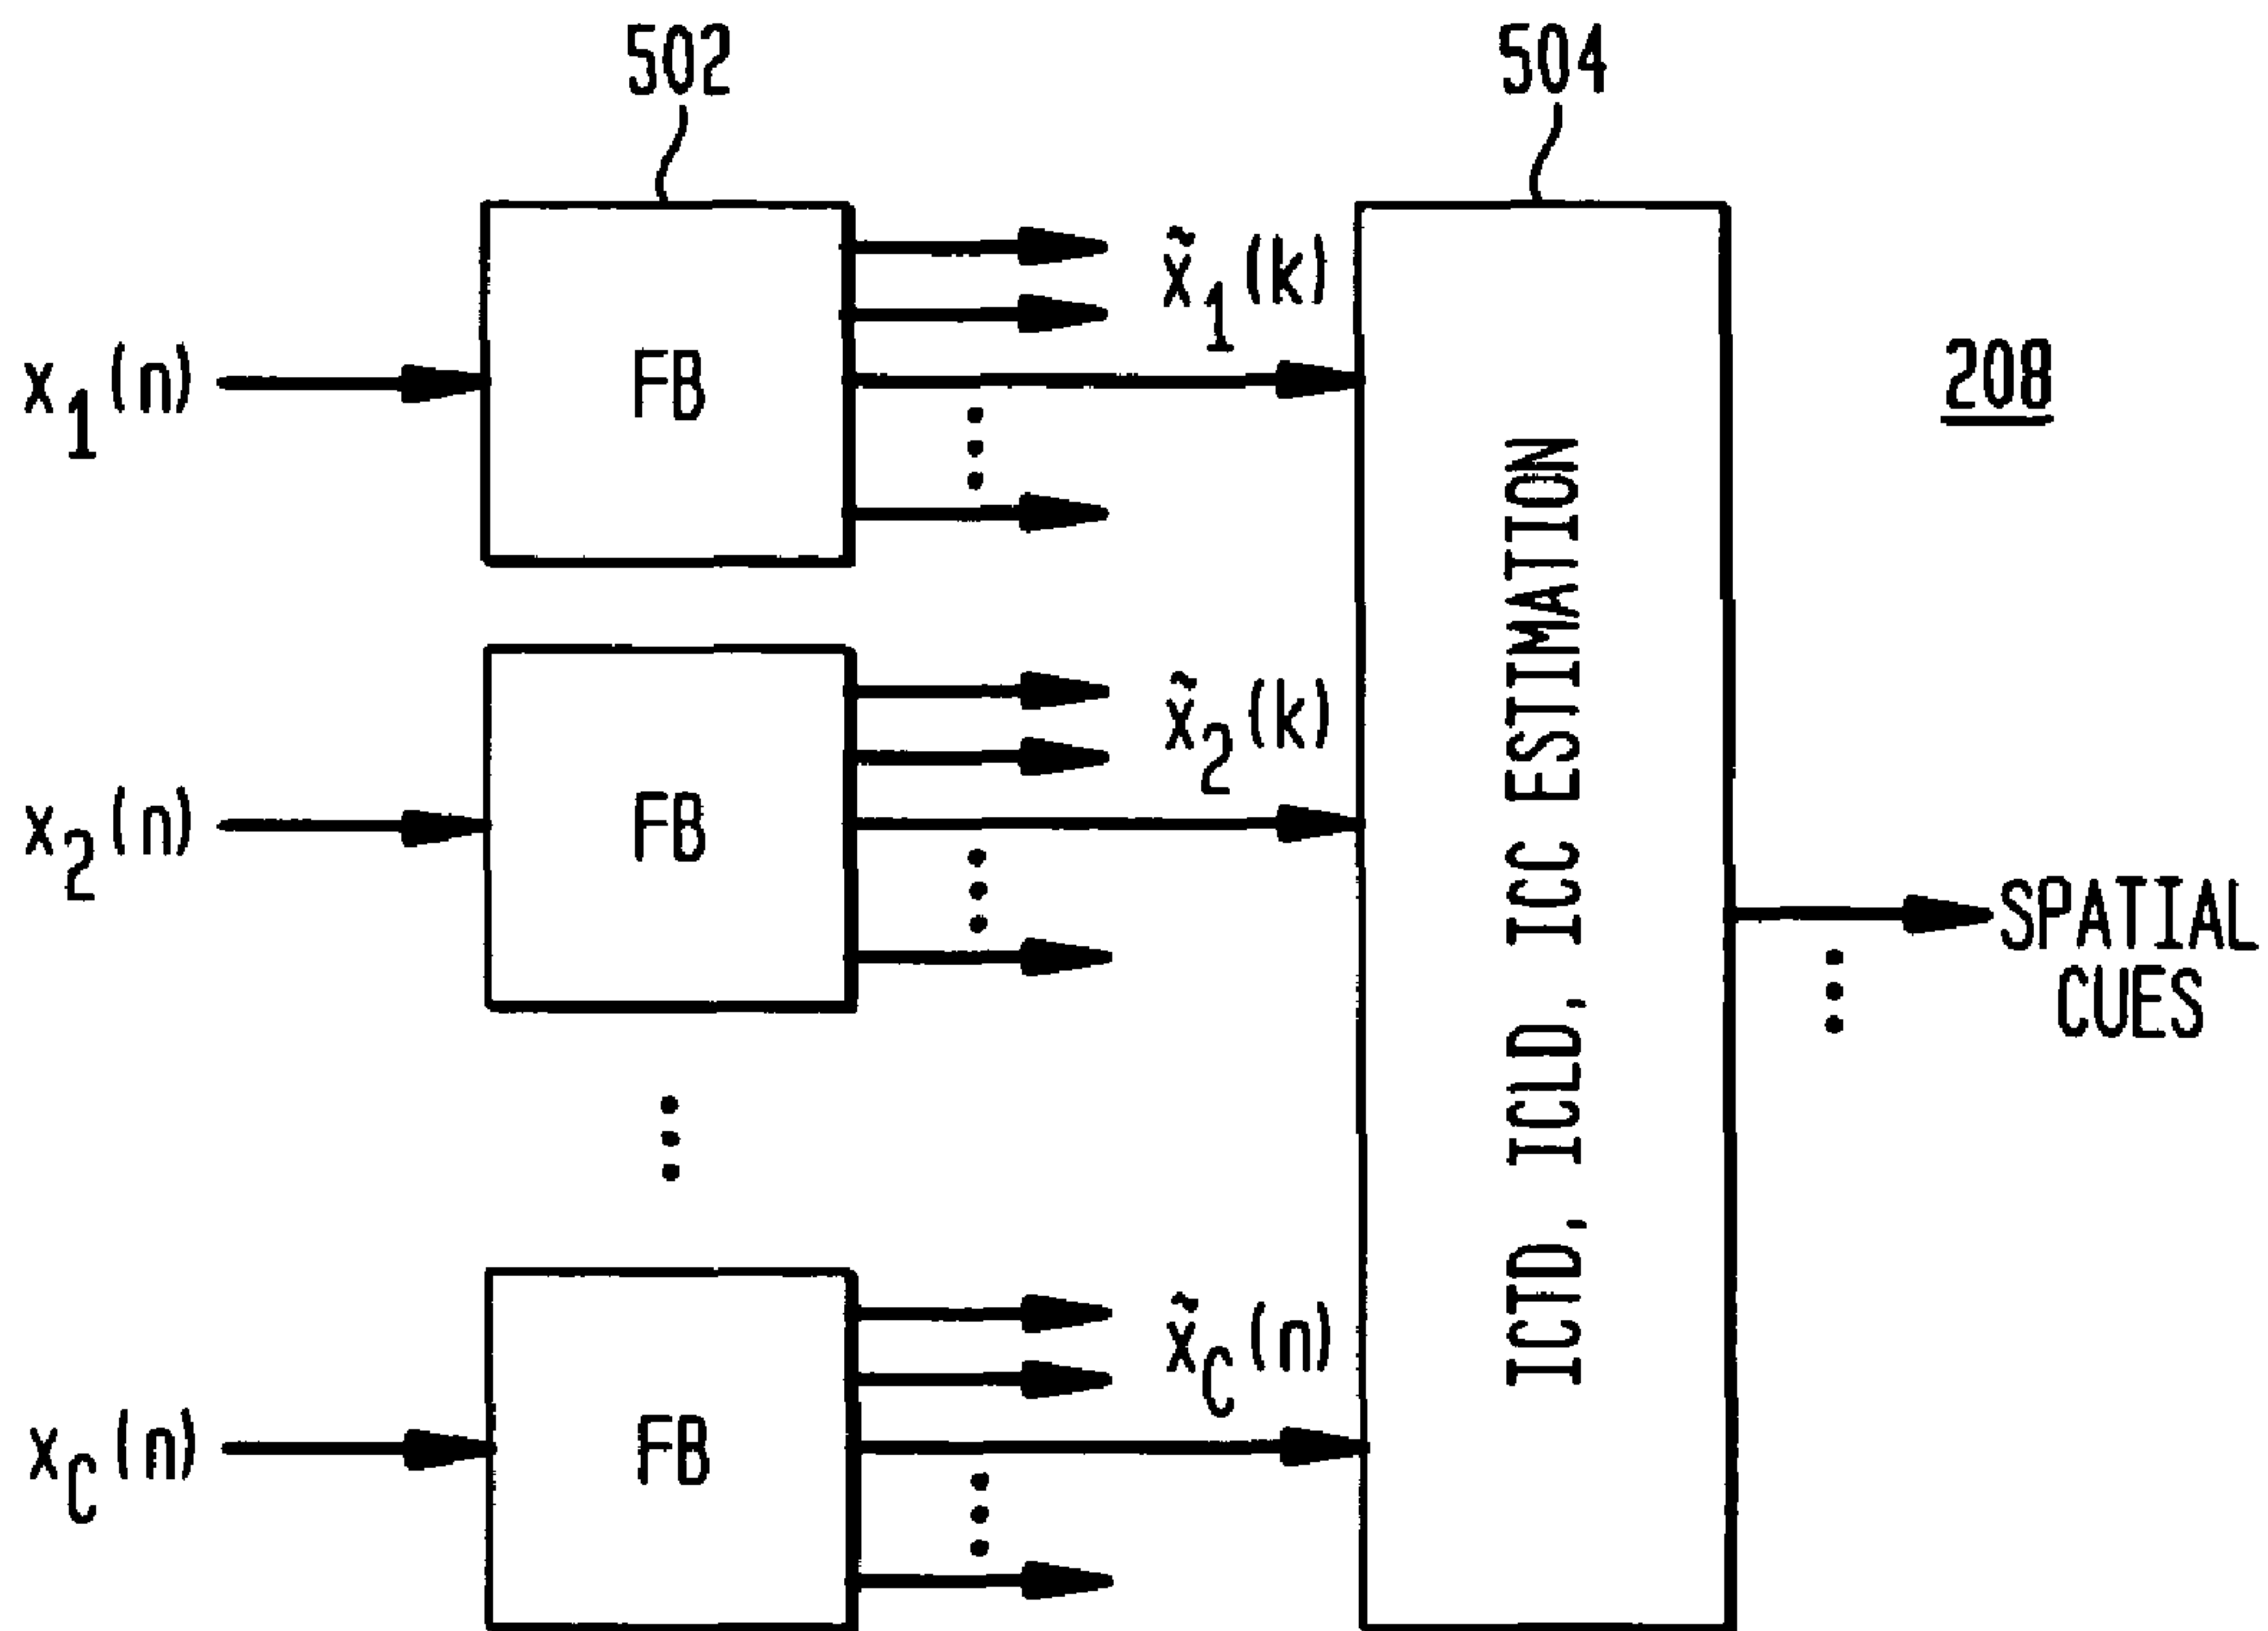 502
504
x̃1(k)
x1(n)
FB
208
x̃2(k)
x2(n)
FB
ICTD, ICLD, ICC ESTIMATION
SPATIAL
CUES
x̃C(n)
xC(n)
FB